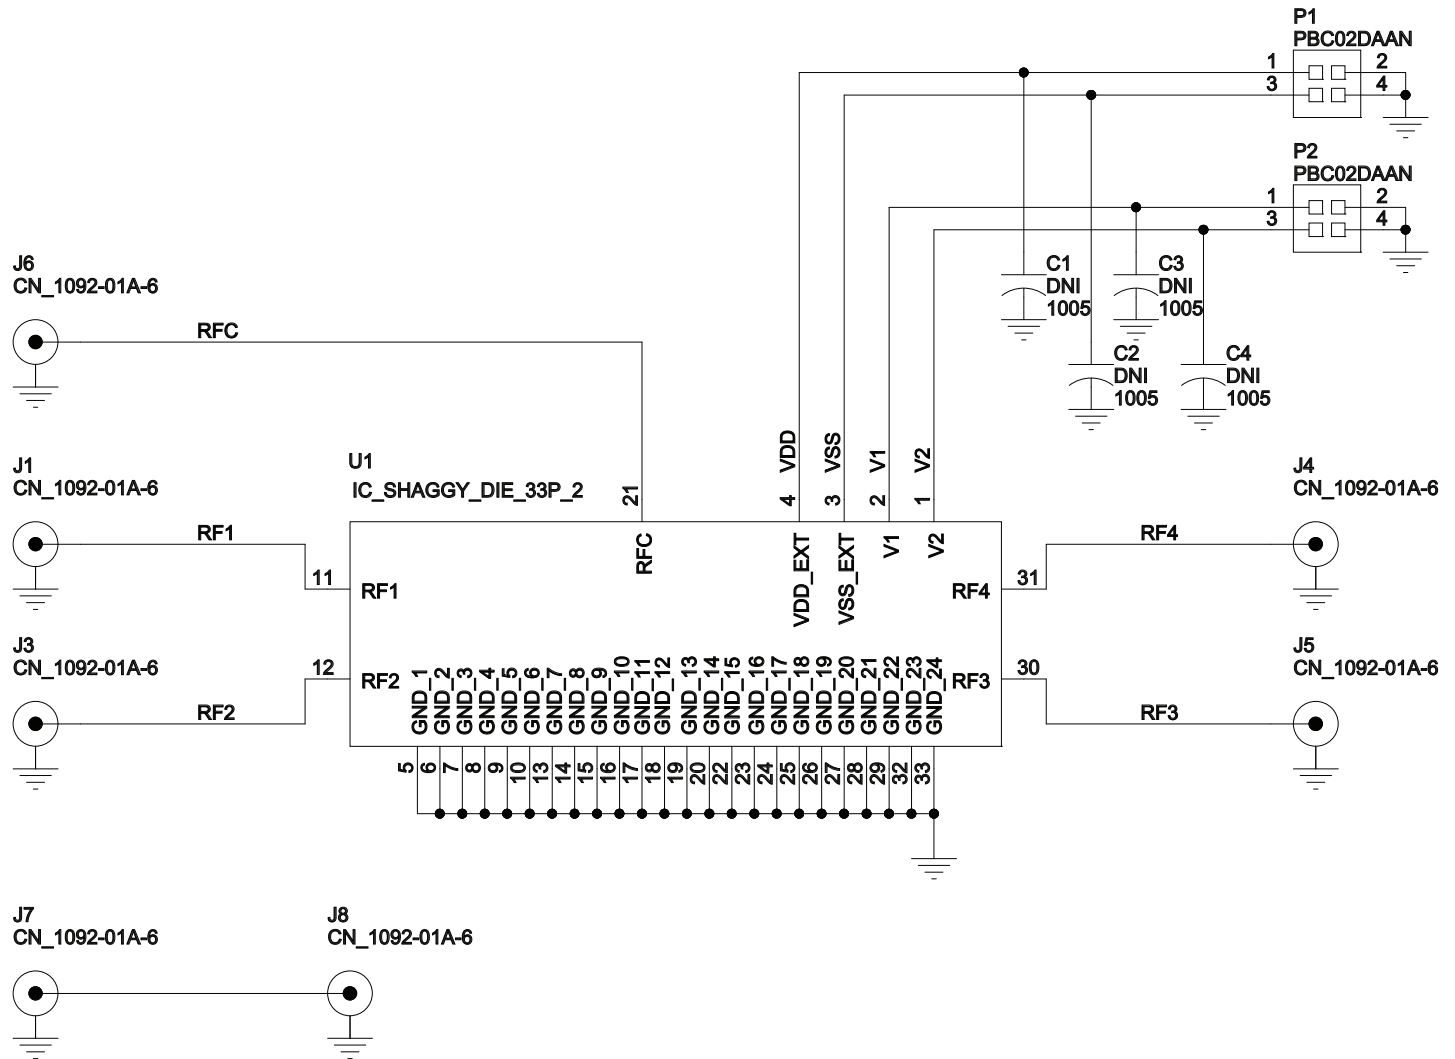 P1
PBC02DAAN
1
2
3
4
P2
PBC02DAAN
1
2
3
4
J6
CN_1092-01A-6
RFC
C1
DNI
1005
C3
DNI
1005
C2
DNI
1005
C4
DNI
1005
J1
CN_1092-01A-6
RF1
U1
IC_SHAGGY_DIE_33P_2
21
4
VDD
3
VSS
2
V1
1
V2
J4
CN_1092-01A-6
RF4
RFC
VDD_EXT
VSS_EXT
V1
V2
11
RF1
RF4
31
J3
CN_1092-01A-6
RF2
12
RF2
RF3
30
J5
CN_1092-01A-6
RF3
GND_1
GND_2
GND_3
GND_4
GND_5
GND_6
GND_7
GND_8
GND_9
GND_10
GND_11
GND_12
GND_13
GND_14
GND_15
GND_16
GND_17
GND_18
GND_19
GND_20
GND_21
GND_22
GND_23
GND_24
5
6
7
8
9
10
13
14
15
16
17
18
19
20
22
23
24
25
26
27
28
29
32
33
J7
CN_1092-01A-6
J8
CN_1092-01A-6